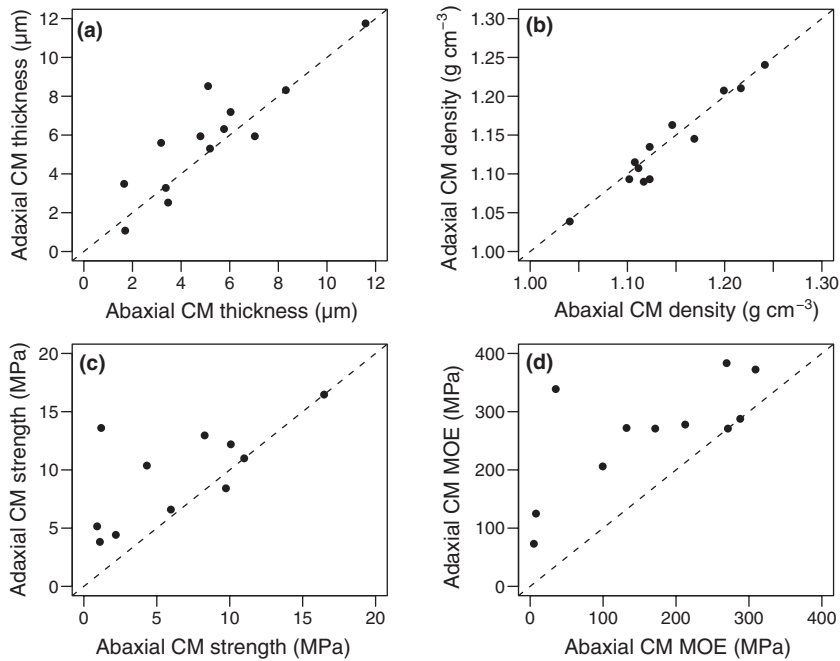 (a)
Adaxial CM thickness (µm)
12
10
8
6
4
2
0
0 2 4 6 8 10 12
Abaxial CM thickness (µm)
(b)
Adaxial CM density (g cm⁻³)
1.30
1.25
1.20
1.15
1.10
1.05
1.00
1.00 1.10 1.20 1.30
Abaxial CM density (g cm⁻³)
(c)
Adaxial CM strength (MPa)
20
15
10
5
0
0 5 10 15 20
Abaxial CM strength (MPa)
(d)
Adaxial CM MOE (MPa)
400
300
200
100
0
0 100 200 300 400
Abaxial CM MOE (MPa)